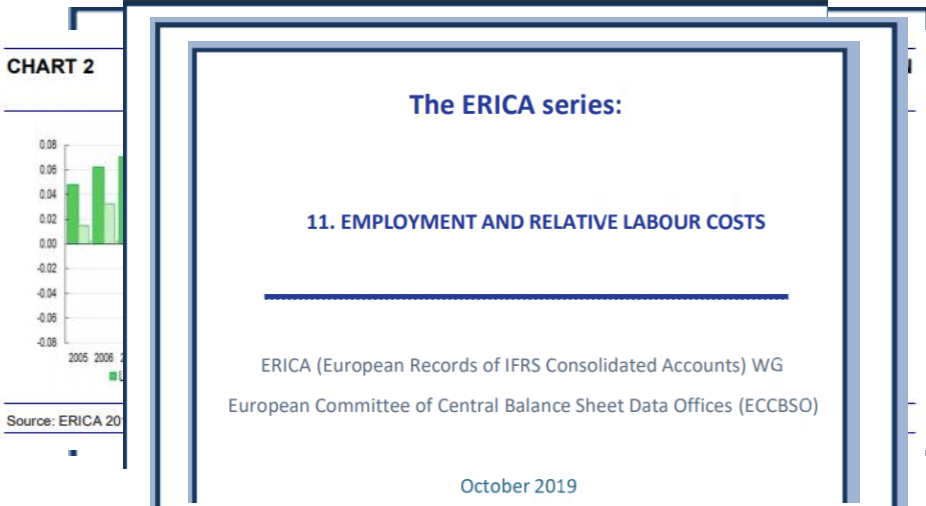 CHART 2
0.08
0.06
0.04
0.02
0.00
-0.02
-0.04
-0.06
-0.08
2005 2006 2
Source: ERICA 20
The ERICA series:
11. EMPLOYMENT AND RELATIVE LABOUR COSTS
ERICA (European Records of IFRS Consolidated Accounts) WG
European Committee of Central Balance Sheet Data Offices (ECCBSO)
October 2019